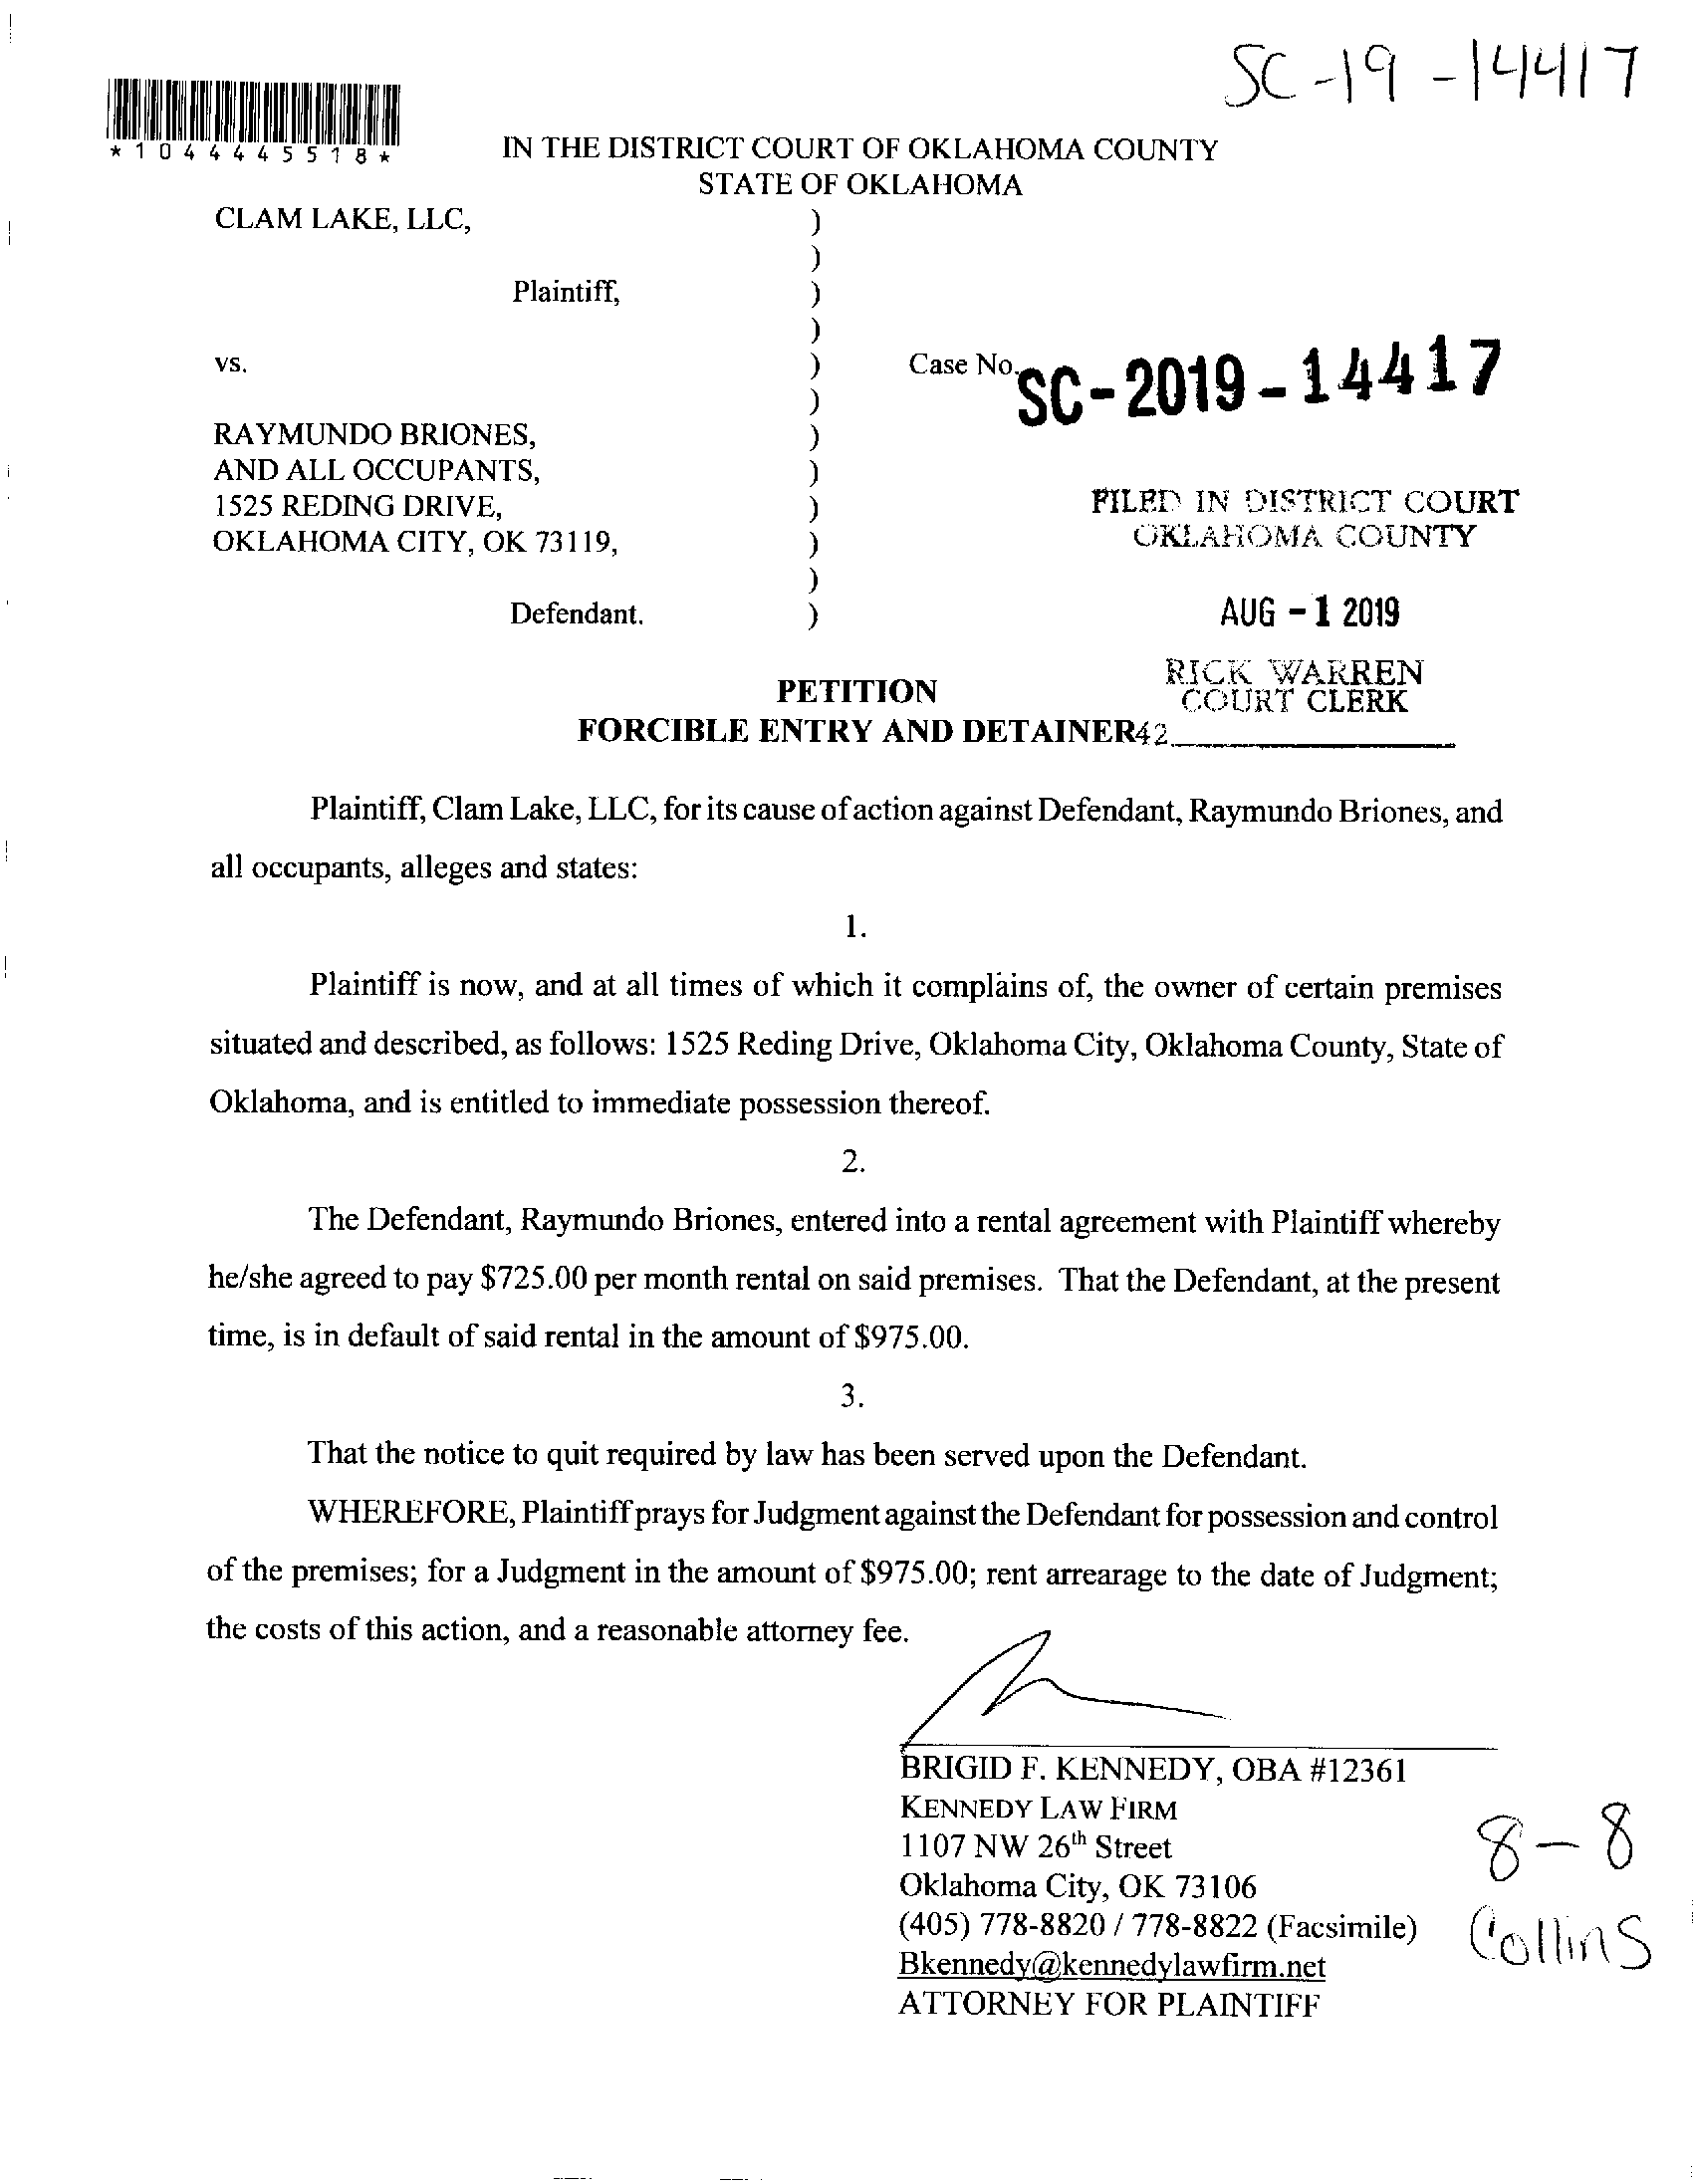 SC-19-14417
*1044445518*
IN THE DISTRICT COURT OF OKLAHOMA COUNTY
STATE OF OKLAHOMA
CLAM LAKE, LLC, )
)
Plaintiff, )
)
vs. ) Case No. SC-2019-14417
)
RAYMUNDO BRIONES, )
AND ALL OCCUPANTS, )
1525 REDING DRIVE, ) FILED IN DISTRICT COURT
OKLAHOMA CITY, OK 73119, ) OKLAHOMA COUNTY
)
Defendant. ) AUG -1 2019
RICK WARREN
PETITION COURT CLERK
FORCIBLE ENTRY AND DETAINER 42
Plaintiff, Clam Lake, LLC, for its cause of action against Defendant, Raymundo Briones, and
all occupants, alleges and states:
1.
Plaintiff is now, and at all times of which it complains of, the owner of certain premises
situated and described, as follows: 1525 Reding Drive, Oklahoma City, Oklahoma County, State of
Oklahoma, and is entitled to immediate possession thereof.
2.
The Defendant, Raymundo Briones, entered into a rental agreement with Plaintiff whereby
he/she agreed to pay $725.00 per month rental on said premises. That the Defendant, at the present
time, is in default of said rental in the amount of $975.00.
3.
That the notice to quit required by law has been served upon the Defendant.
WHEREFORE, Plaintiff prays for Judgment against the Defendant for possession and control
of the premises; for a Judgment in the amount of $975.00; rent arrearage to the date of Judgment;
the costs of this action, and a reasonable attorney fee.
BRIGID F. KENNEDY, OBA #12361
KENNEDY LAW FIRM
1107 NW 26th Street
Oklahoma City, OK 73106
(405) 778-8820 / 778-8822 (Facsimile)
Bkennedy@kennedylawfirm.net
ATTORNEY FOR PLAINTIFF
8-8
Collins